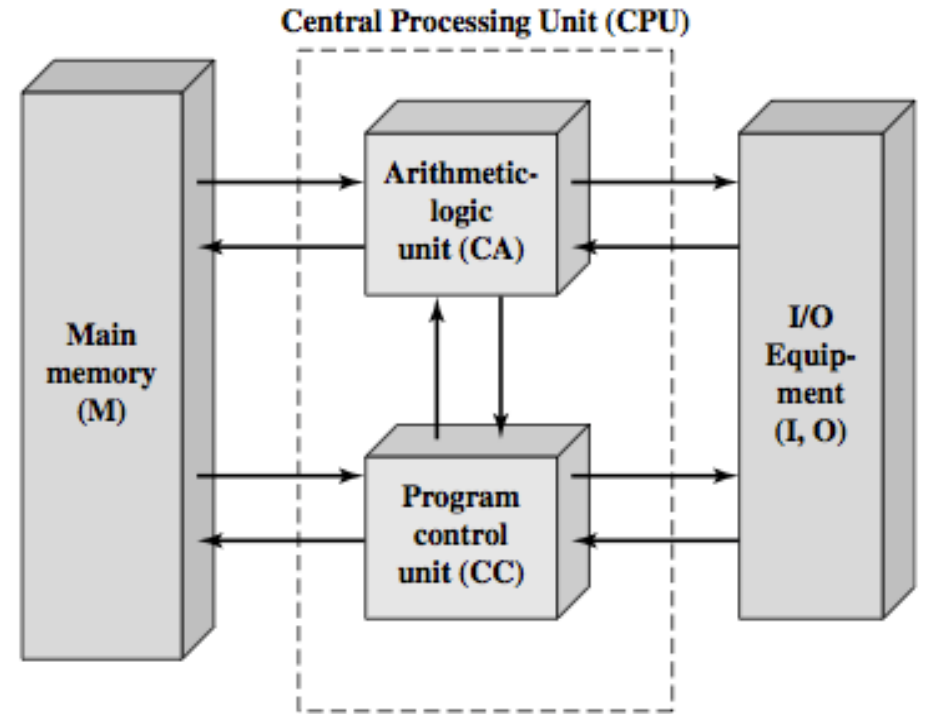 Central Processing Unit (CPU)
Main
memory
(M)
Arithmetic-
logic
unit (CA)
Program
control
unit (CC)
I/O
Equip-
ment
(I, O)